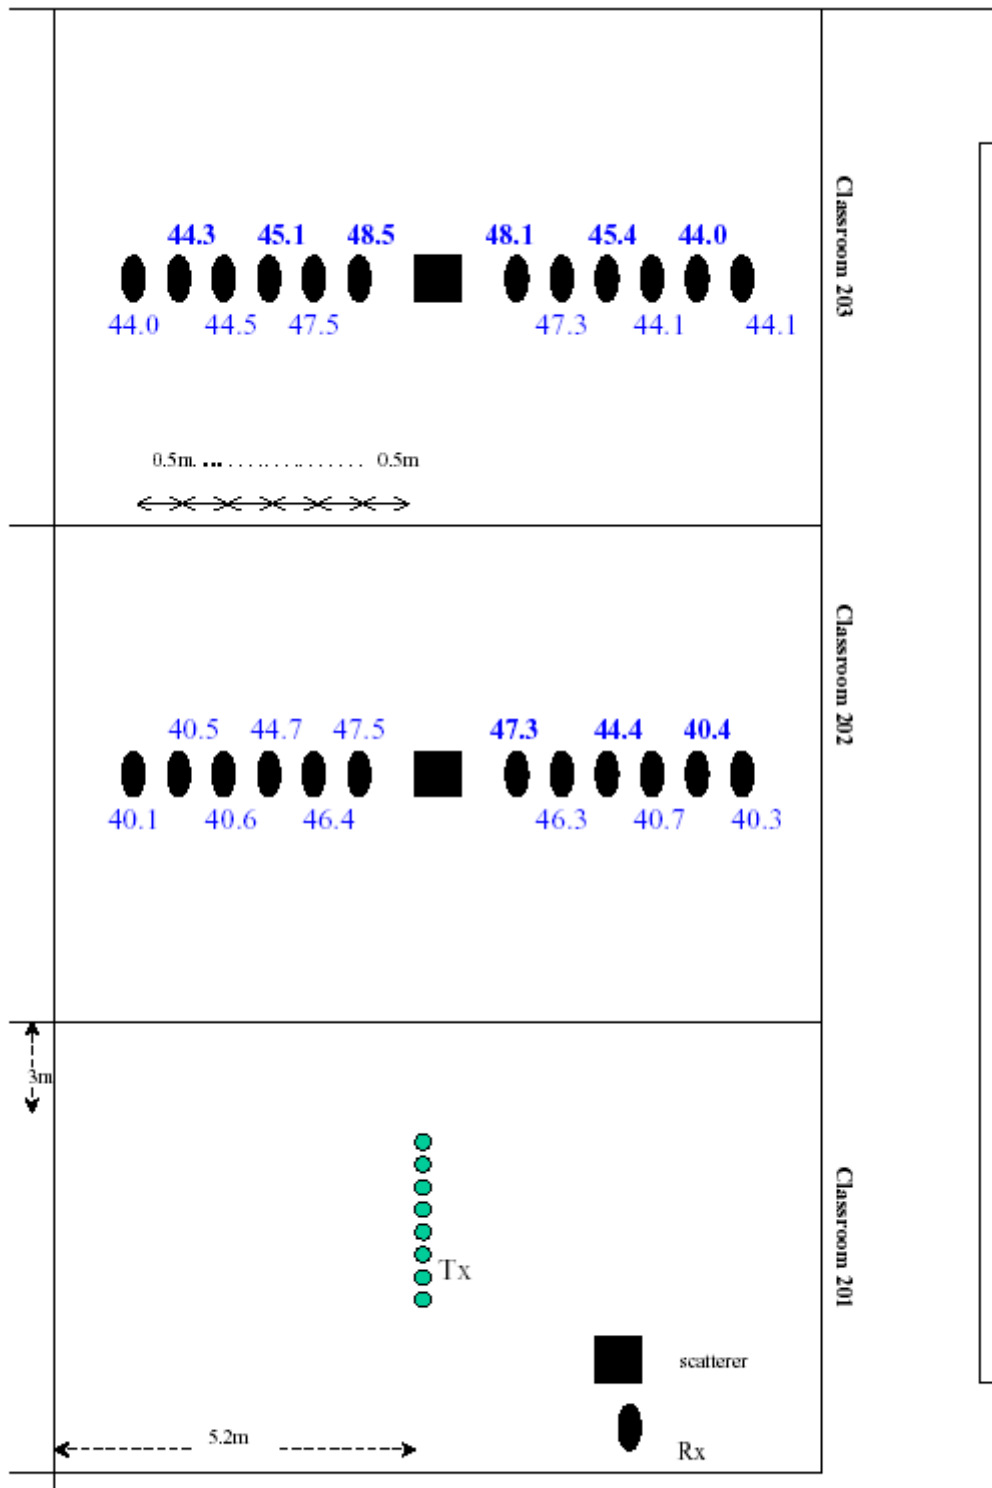 44.3 45.1 48.5 48.1 45.4 44.0
44.0 44.5 47.5 47.3 44.1 44.1
Classroom 203
0.5m. ... . . . . . . . . . . . . . 0.5m
40.5 44.7 47.5 47.3 44.4 40.4
40.1 40.6 46.4 46.3 40.7 40.3
Classroom 202
3m
Tx
Classroom 201
scatterer
5.2m
Rx